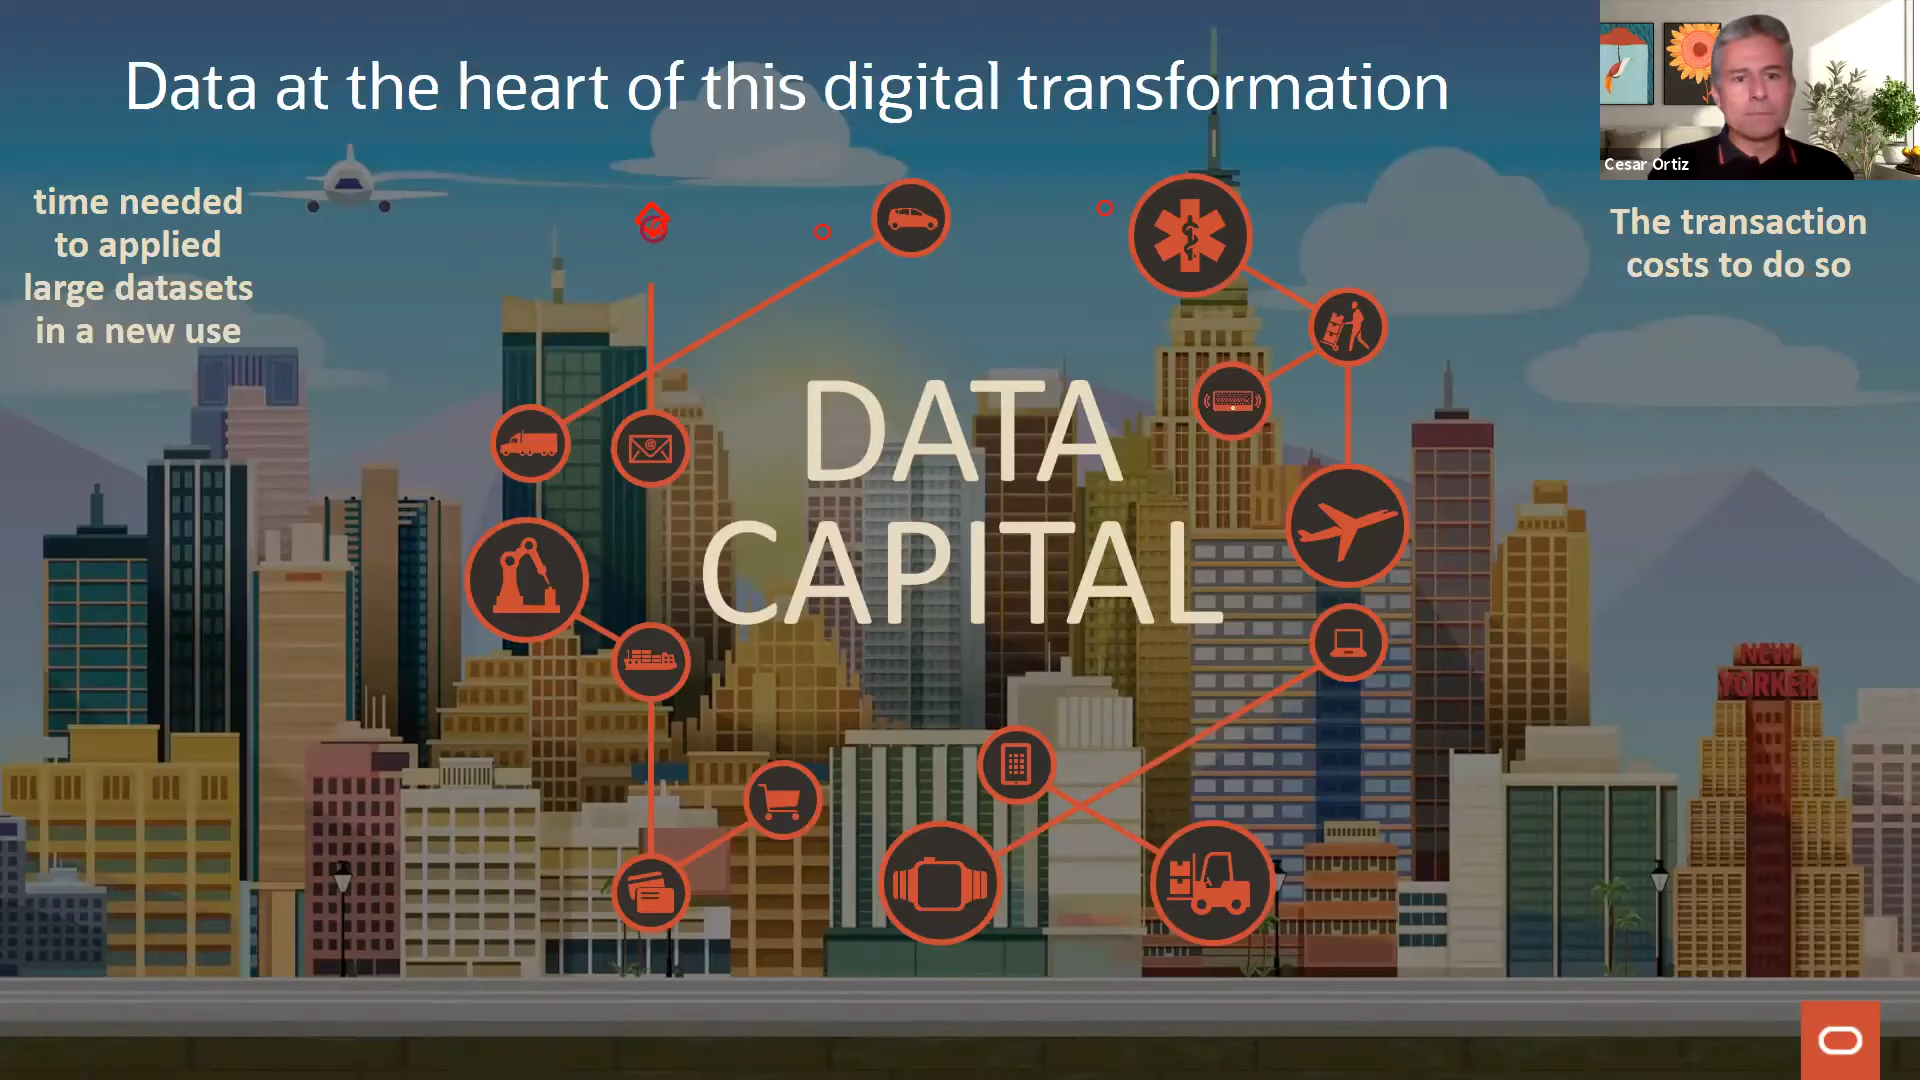 Data at the heart of this digital transformation
Cesar Ortiz
time needed
to applied
large datasets
in a new use
The transaction
costs to do so
DATA
CAPITAL
@
NEW
YORKER